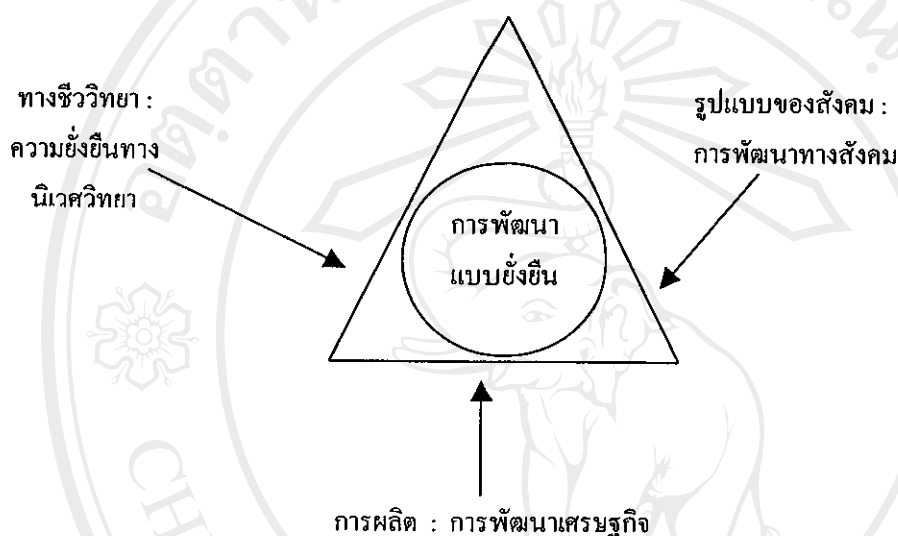 ทางชีววิทยา :
ความยั่งยืนทาง
นิเวศวิทยา
รูปแบบของสังคม :
การพัฒนาทางสังคม
การพัฒนา
แบบยั่งยืน
การผลิต : การพัฒนาเศรษฐกิจ